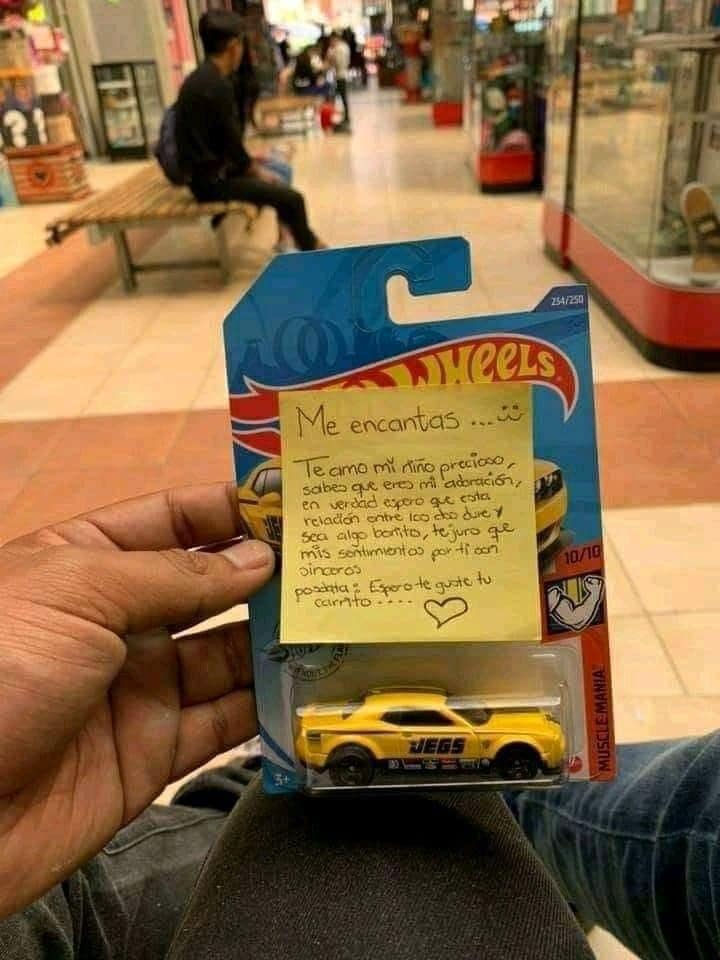 254/250
WHEELS
Me encantas ...
Te amo mi niño precioso,
sabes que eres mi adoración,
en verdad espero que esta
relación entre los dos dure y
sea algo bonito, te juro que
mis sentimientos por ti son
sinceros
posdata: Espero te guste tu
carrito....
10/10
MUSCLE MANIA
JEGS
3+